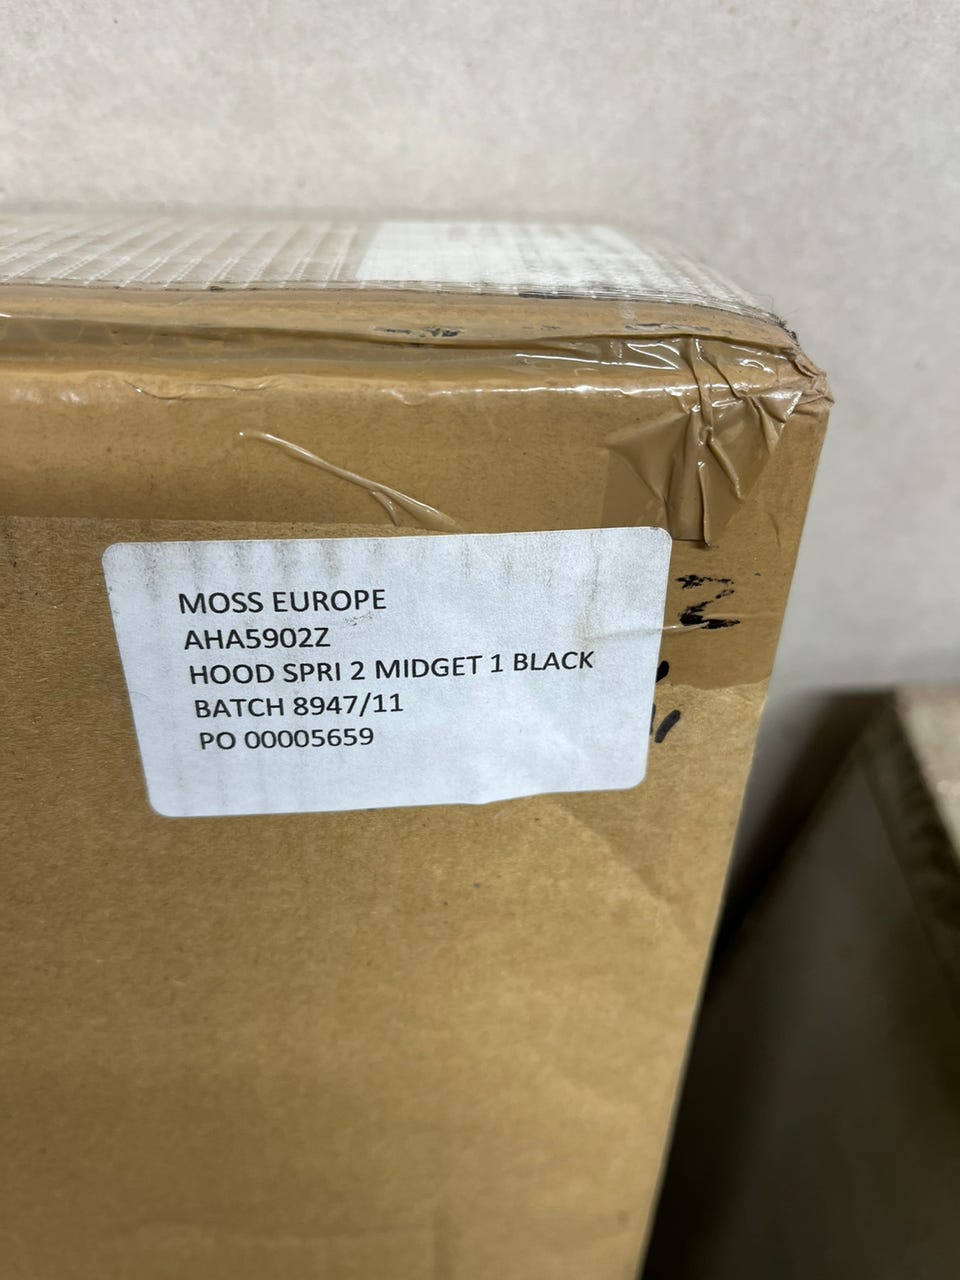 MOSS EUROPE
AHA5902Z
HOOD SPRI 2 MIDGET 1 BLACK
BATCH 8947/11
PO 00005659